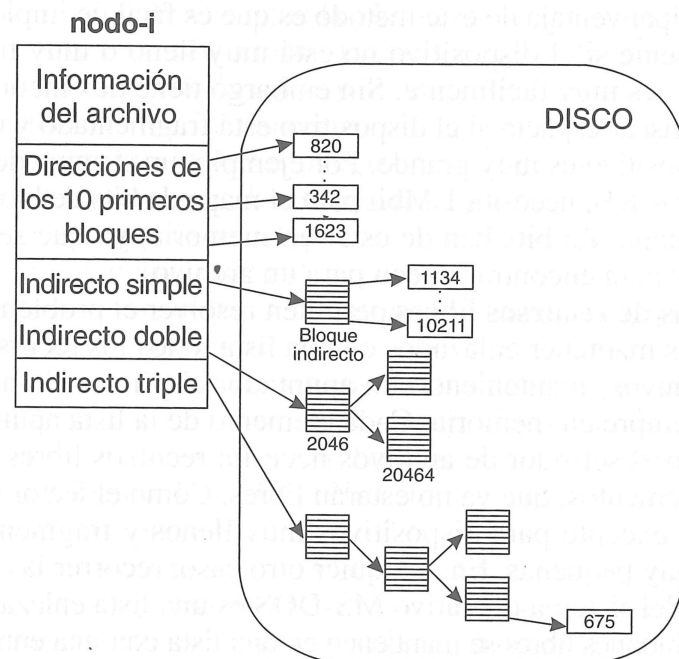 nodo-i
Información
del archivo
Direcciones de
los 10 primeros
bloques
Indirecto simple
Indirecto doble
Indirecto triple
DISCO
820
342
1623
1134
10211
Bloque
indirecto
2046
20464
675